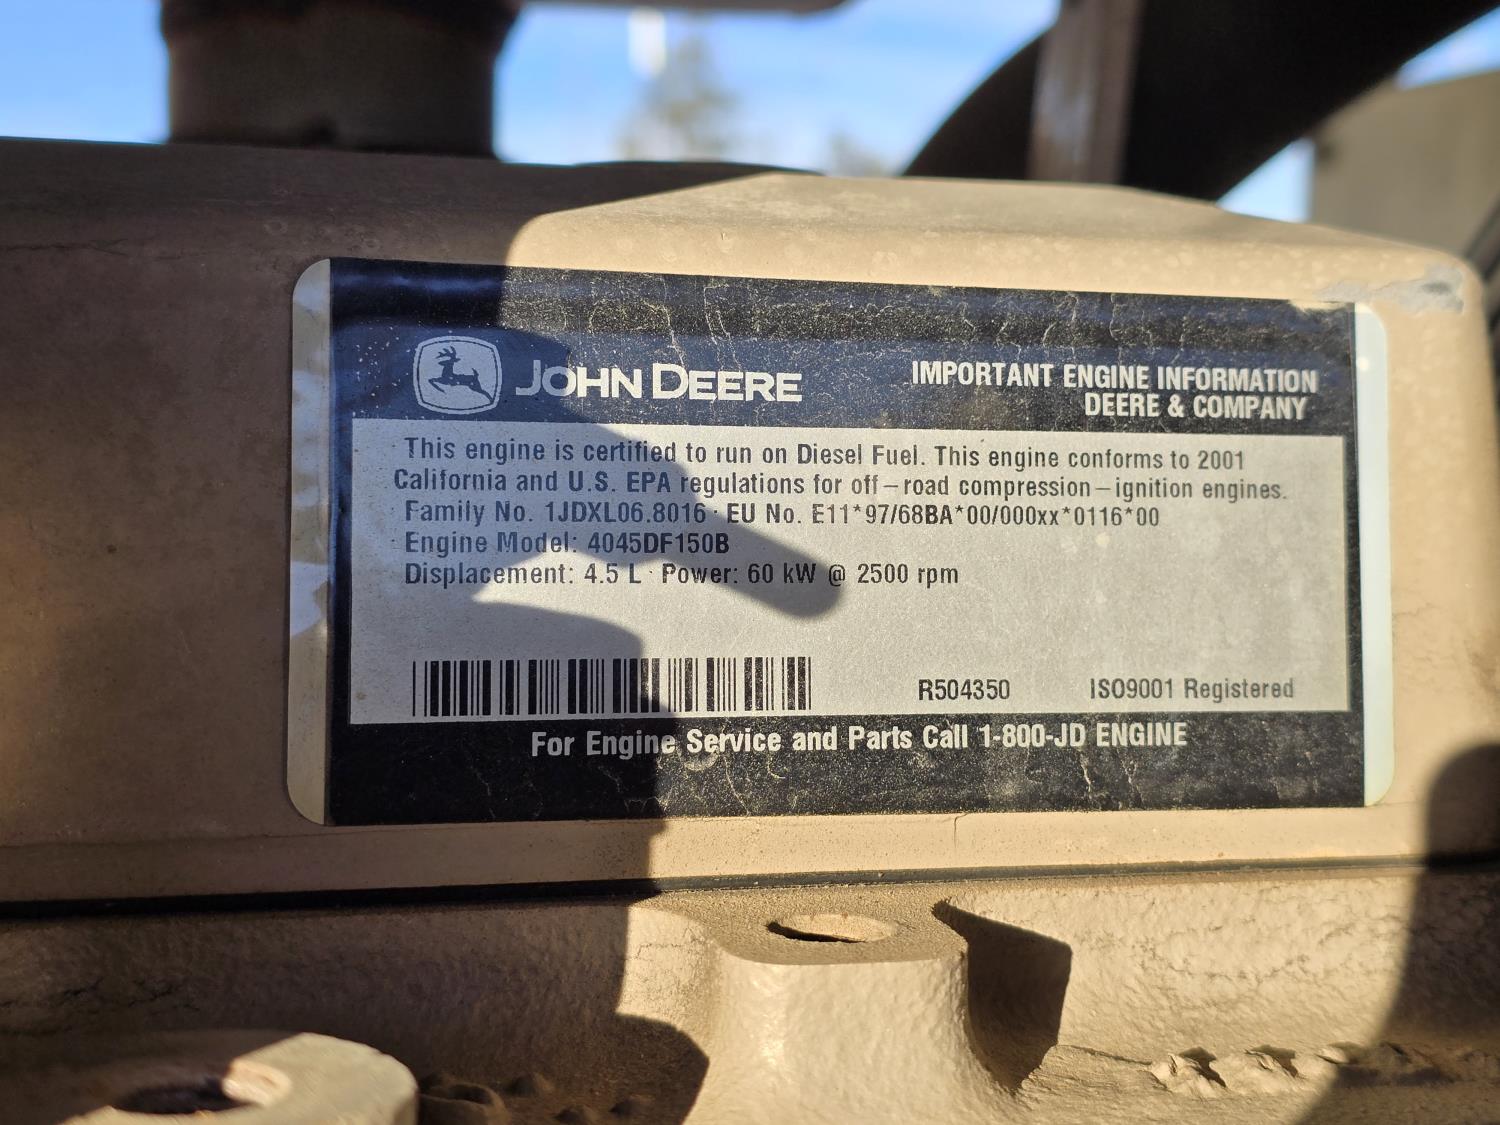 JOHN DEERE
IMPORTANT ENGINE INFORMATION
DEERE & COMPANY
This engine is certified to run on Diesel Fuel. This engine conforms to 2001
California and U.S. EPA regulations for off-road compression-ignition engines.
Family No. 1JDXL06.8016 · EU No. E11*97/68BA*00/000xx*0116*00
Engine Model: 4045DF150B
Displacement: 4.5 L · Power: 60 kW @ 2500 rpm
R504350 ISO9001 Registered
For Engine Service and Parts Call 1-800-JD ENGINE